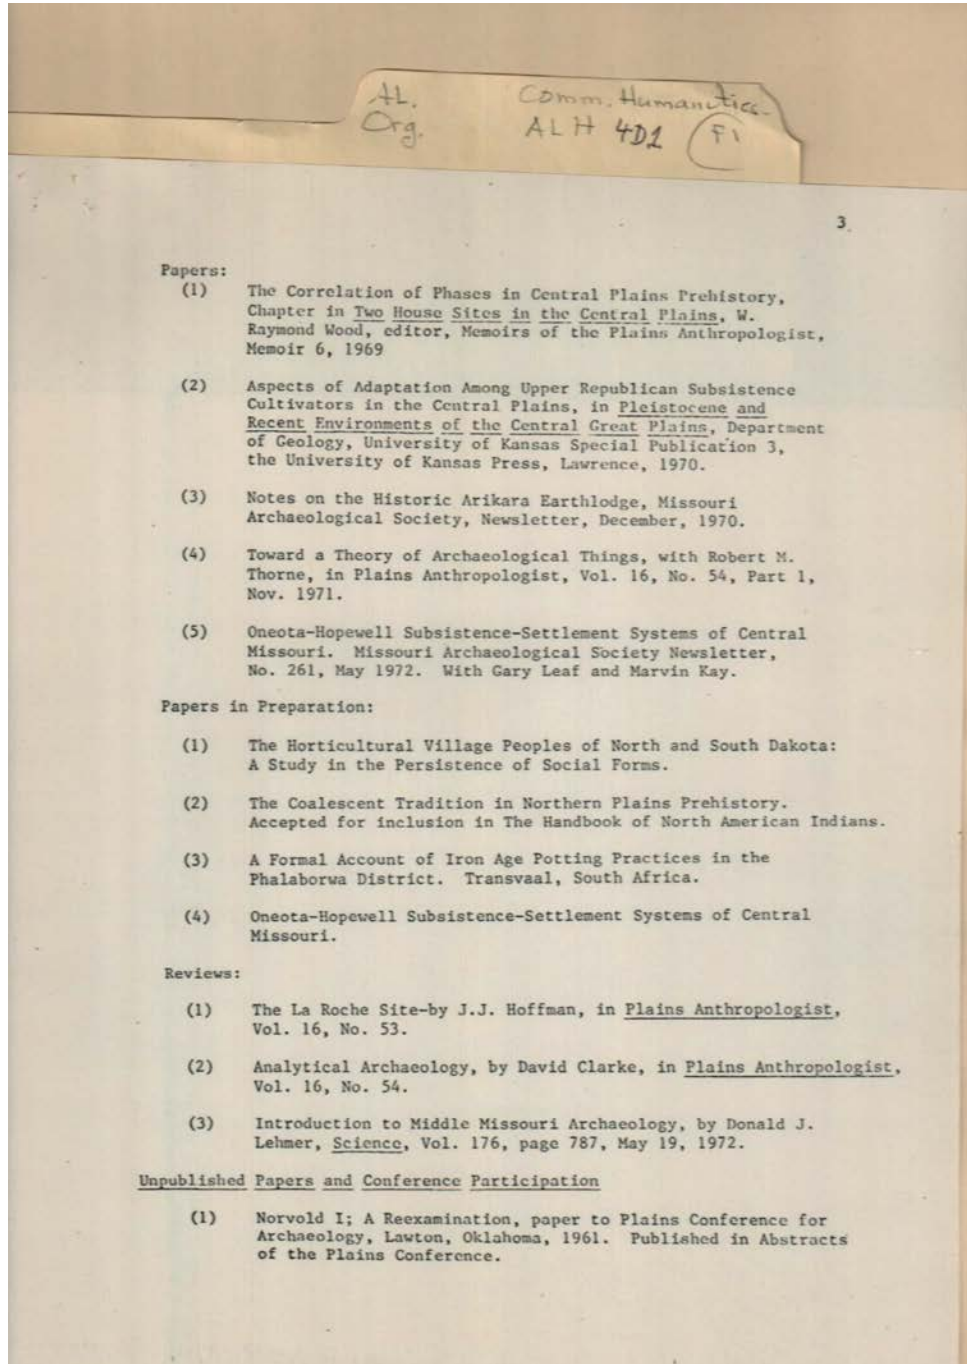 AL. Comm. Humanities
Org. ALH 4D1 F1
3
Papers:
(1) The Correlation of Phases in Central Plains Prehistory,
Chapter in Two House Sites in the Central Plains, W.
Raymond Wood, editor, Memoirs of the Plains Anthropologist,
Memoir 6, 1969
(2) Aspects of Adaptation Among Upper Republican Subsistence
Cultivators in the Central Plains, in Pleistocene and
Recent Environments of the Central Great Plains, Department
of Geology, University of Kansas Special Publication 3,
the University of Kansas Press, Lawrence, 1970.
(3) Notes on the Historic Arikara Earthlodge, Missouri
Archaeological Society, Newsletter, December, 1970.
(4) Toward a Theory of Archaeological Things, with Robert M.
Thorne, in Plains Anthropologist, Vol. 16, No. 54, Part 1,
Nov. 1971.
(5) Oneota-Hopewell Subsistence-Settlement Systems of Central
Missouri. Missouri Archaeological Society Newsletter,
No. 261, May 1972. With Gary Leaf and Marvin Kay.
Papers in Preparation:
(1) The Horticultural Village Peoples of North and South Dakota:
A Study in the Persistence of Social Forms.
(2) The Coalescent Tradition in Northern Plains Prehistory.
Accepted for inclusion in The Handbook of North American Indians.
(3) A Formal Account of Iron Age Potting Practices in the
Phalaborwa District. Transvaal, South Africa.
(4) Oneota-Hopewell Subsistence-Settlement Systems of Central
Missouri.
Reviews:
(1) The La Roche Site-by J.J. Hoffman, in Plains Anthropologist,
Vol. 16, No. 53.
(2) Analytical Archaeology, by David Clarke, in Plains Anthropologist,
Vol. 16, No. 54.
(3) Introduction to Middle Missouri Archaeology, by Donald J.
Lehmer, Science, Vol. 176, page 787, May 19, 1972.
Unpublished Papers and Conference Participation
(1) Norvold I; A Reexamination, paper to Plains Conference for
Archaeology, Lawton, Oklahoma, 1961. Published in Abstracts
of the Plains Conference.